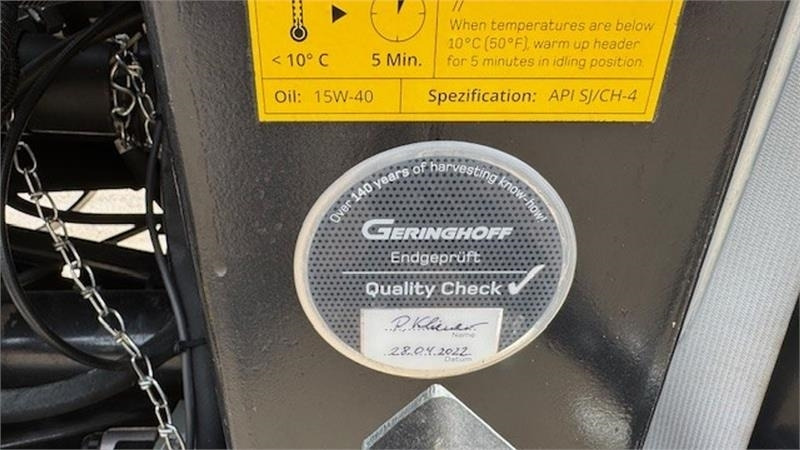 //
When temperatures are below
10°C (50°F), warm up header
for 5 minutes in idling position.
< 10° C 5 Min.
Oil: 15W-40 Spezification: API SJ/CH-4
Over 140 years of harvesting know-how!
GERINGHOFF
Endgeprüft
Quality Check ✓
Name
28.04.2022
Datum